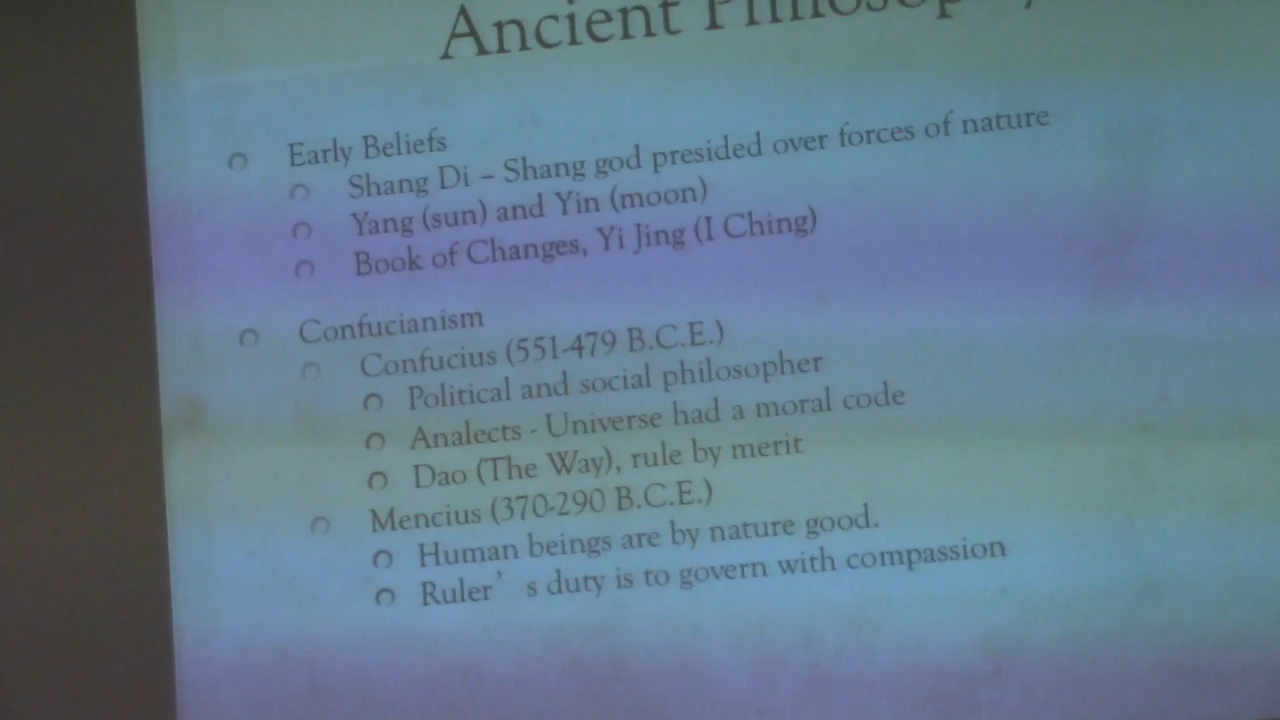 Ancient Philosophy
Early Beliefs
Shang Di – Shang god presided over forces of nature
Yang (sun) and Yin (moon)
Book of Changes, Yi Jing (I Ching)
Confucianism
Confucius (551-479 B.C.E.)
Political and social philosopher
Analects - Universe had a moral code
Dao (The Way), rule by merit
Mencius (370-290 B.C.E.)
Human beings are by nature good.
Ruler’ s duty is to govern with compassion